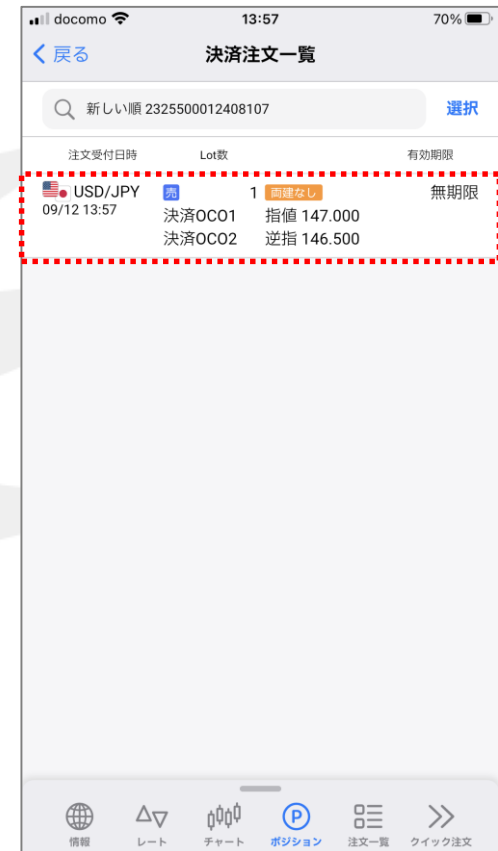 docomo 13:57 70%
戻る 決済注文一覧
新しい順 2325500012408107 選択
注文受付日時 Lot数 有効期限
USD/JPY 売 1 両建なし 無期限
09/12 13:57 決済OCO1 指値 147.000
決済OCO2 逆指 146.500
P
情報 レート チャート ポジション 注文一覧 クイック注文